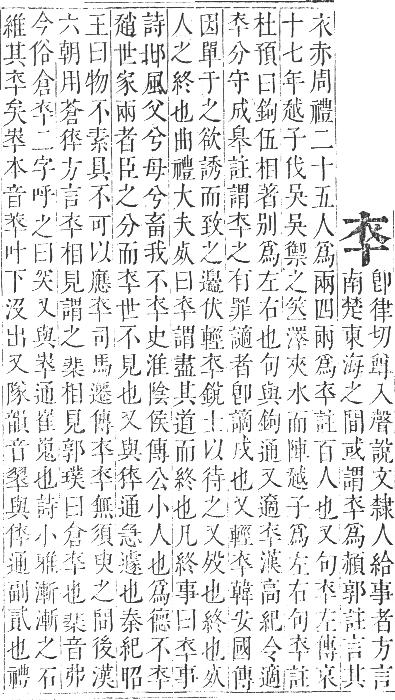 卒
卽律切䎱入聲說文隸人給事者方言
南楚東海之間或謂卒爲赬郭註言其
衣赤周禮二十五人爲兩四兩爲卒註百人也又句卒左傳哀
十七年越子伐吳吳禦之笠澤夾水而陣越子爲左右句卒註
杜預曰鉤伍相著别爲左右也句與鉤通又適卒漢高紀令適
卒分守成皋註謂卒之有罪謫者卽謫戍也又輕卒韓安國傳
因單于之欲誘而致之邊伏輕卒銳士以待之又歿也終也㱙
人之終也曲禮大夫㱙曰卒謂盡其道而終也凡終事曰卒事
詩邶風父兮母兮畜我不卒史淮陰侯傳公小人也爲德不卒
趙世家兩者臣之分而卒世不見也又與猝通急遽也秦紀昭
王曰物不素具不可以應卒司馬遷傳卒卒無須臾之間後漢
六朝用蒼猝方言卒相見謂之棐相見郭璞曰倉卒也棐音弗
今俗倉卒二字呼之曰突又與崒通崔嵬也詩小雅漸漸之石
維其卒矣崒本音萃叶下沒出又隊韻音翠與倅通副貳也禮